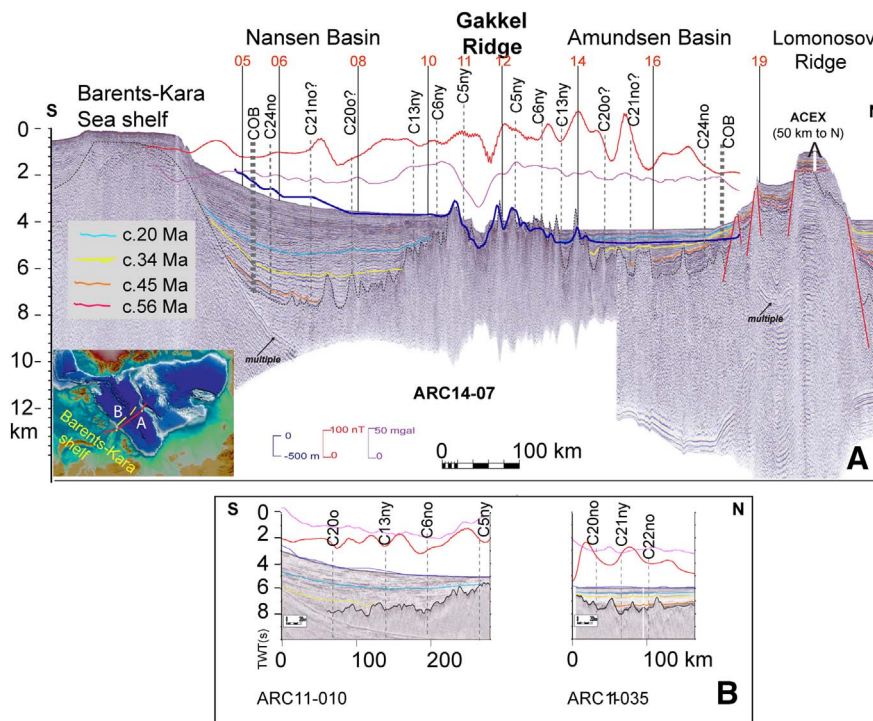 Nansen Basin
Gakkel
Ridge
Amundsen Basin
Lomonosov
Ridge
05 06 08 10 11 12 14 16 19
Barents-Kara
Sea shelf
S
COB
C24no
C21no?
C20o?
C13ny
C6ny
C5ny
C5ny
C6ny
C13ny
C20o?
C21no?
C24no
COB
ACEX
(50 km to N)
0
2
4
6
8
10
12
km
c.20 Ma
c.34 Ma
c.45 Ma
c.56 Ma
multiple
multiple
B
A
Barents-Kara
shelf
ARC14-07
0
-500 m
100 nT
0
50 mgal
0
0 100 km
A
S
N
0
2
4
6
8
TWT(s)
C20o
C13ny
C6no
C5ny
C20no
C21ny
C22no
0 100 200
0 100 km
ARC11-010
ARC11-035
B